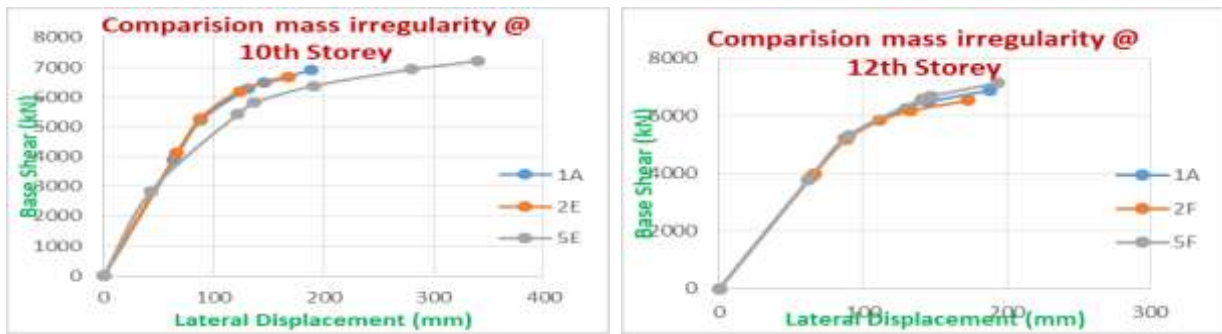 Comparision mass irregularity @
10th Storey
8000
7000
6000
5000
4000
3000
2000
1000
0
Base Shear (kN)
1A
2E
5E
0 100 200 300 400
Lateral Displacement (mm)
Comparision mass irregularity @
12th Storey
8000
6000
4000
2000
0
Base Shear (kN)
1A
2F
5F
0 100 200 300
Lateral Displacement (mm)